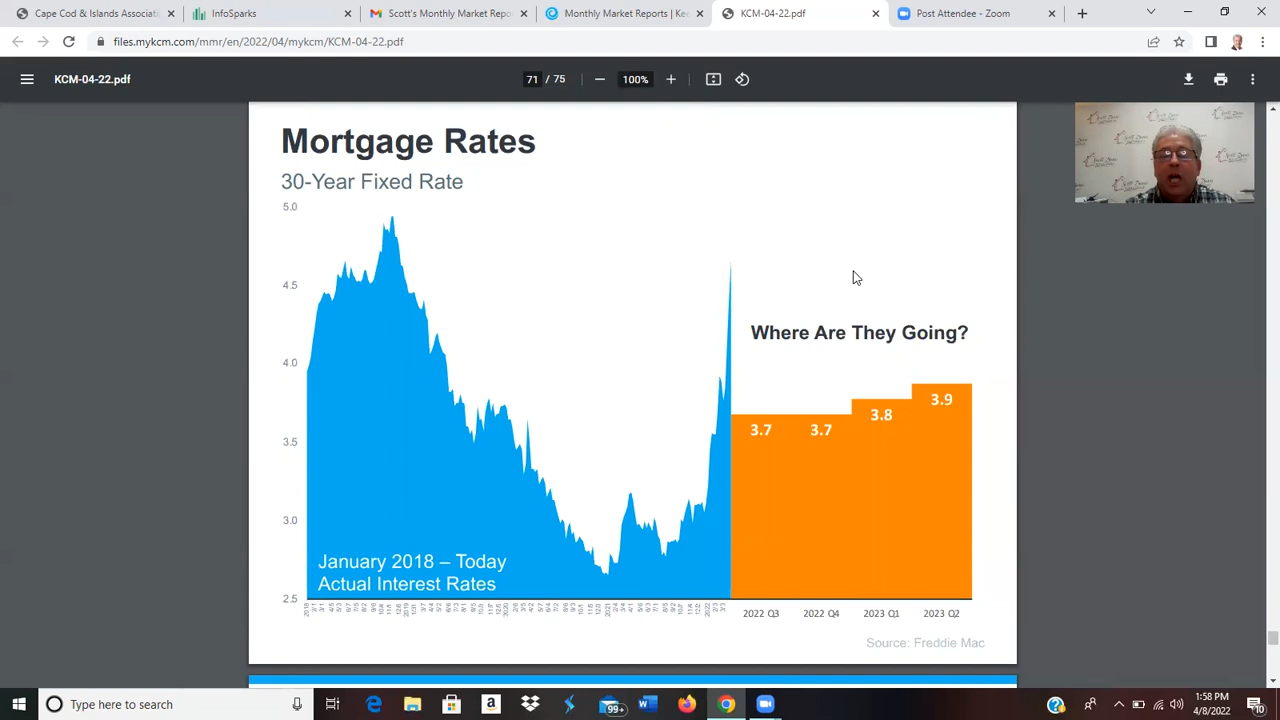 Cape Cod & Islands Associati
InfoSparks
Scott's Monthly Market Repor
Monthly Market Reports | Kee
KCM-04-22.pdf
Post Attendee - Zoom
files.mykcm.com/mmr/en/2022/04/mykcm/KCM-04-22.pdf
KCM-04-22.pdf
71 / 75
100%
Mortgage Rates
30-Year Fixed Rate
5.0
4.5
4.0
3.5
3.0
2.5
Where Are They Going?
3.7
3.7
3.8
3.9
January 2018 – Today
Actual Interest Rates
2022 Q3
2022 Q4
2023 Q1
2023 Q2
Source: Freddie Mac
Type here to search
99+
1:58 PM
4/8/2022
10